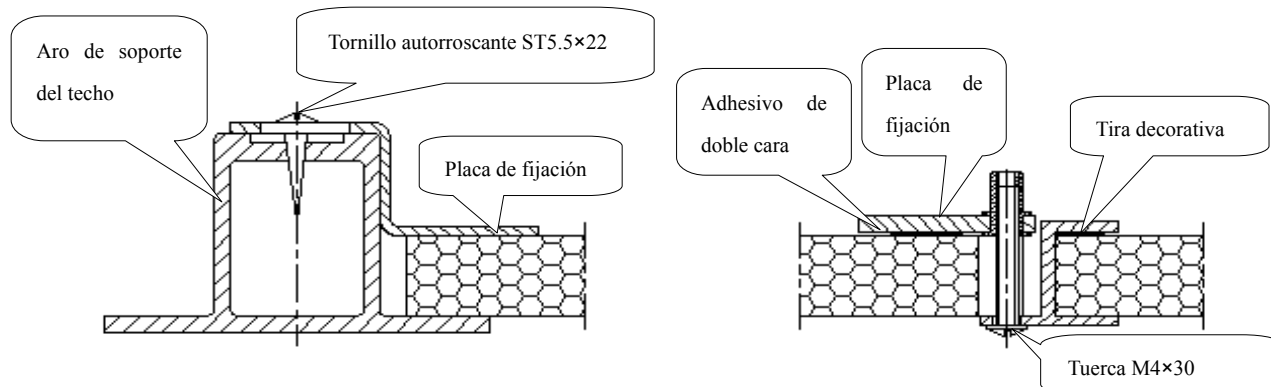 Aro de soporte
del techo
Tornillo autorroscante ST5.5×22
Placa de fijación
Adhesivo de
doble cara
Placa de
fijación
Tira decorativa
Tuerca M4×30